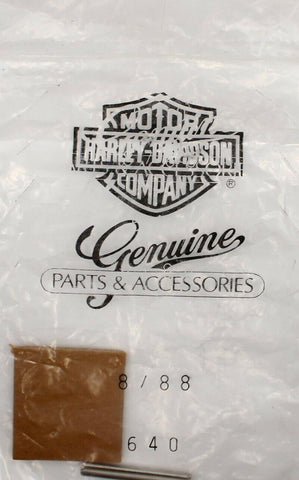 MOTOR
HARLEY-DAVIDSON
COMPANY
®
Genuine
PARTS & ACCESSORIES
8/88
640